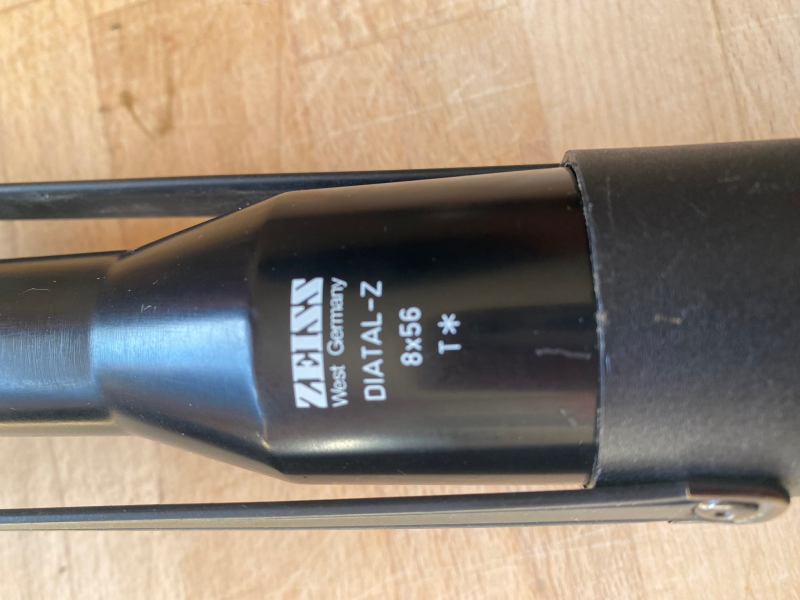 ZEISS
West Germany
DIATAL-Z
8x56
T*